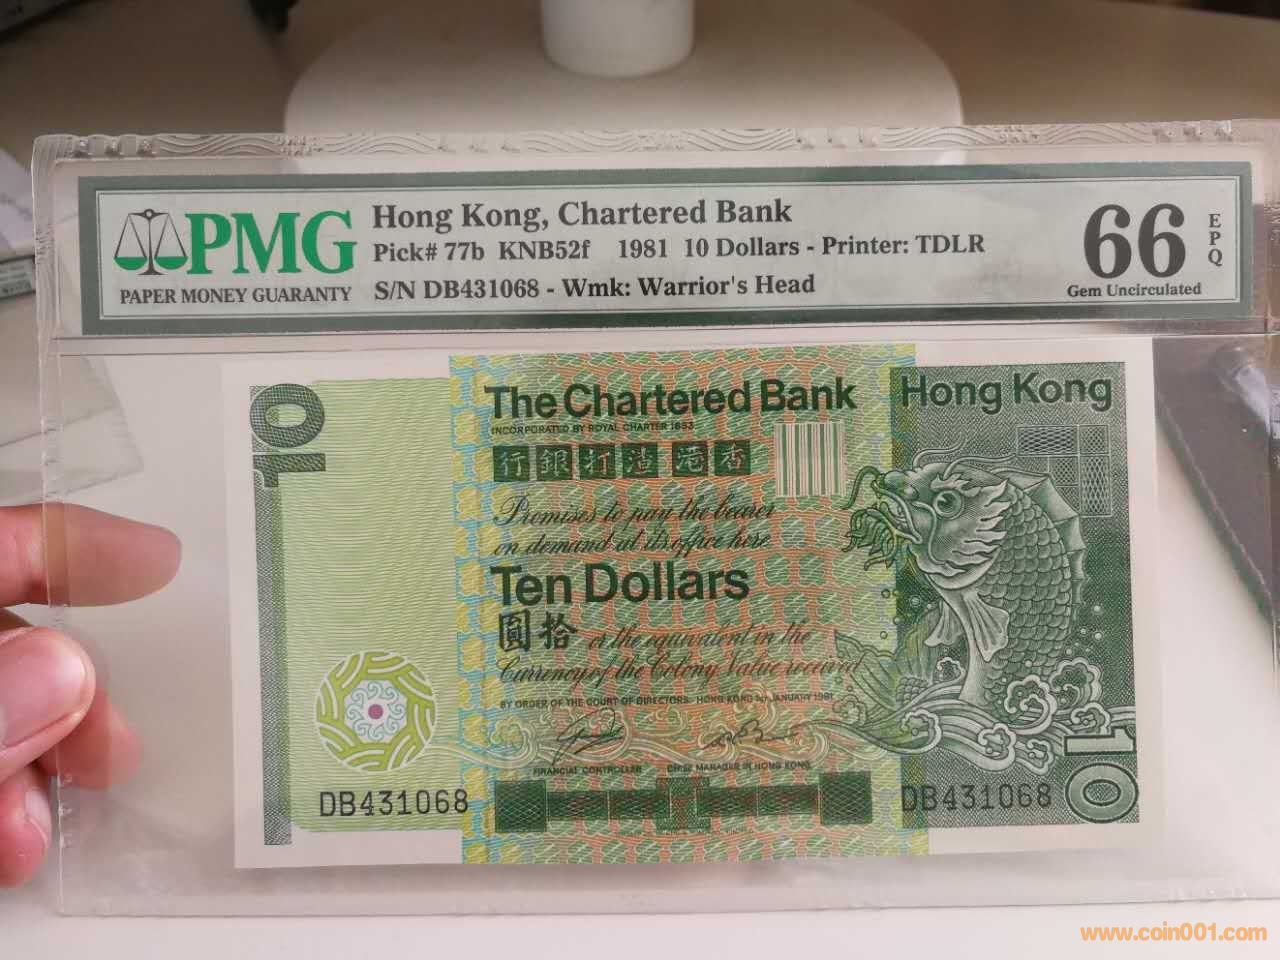 PMG
PAPER MONEY GUARANTY
Hong Kong, Chartered Bank
Pick# 77b KNB52f 1981 10 Dollars - Printer: TDLR
S/N DB431068 - Wmk: Warrior's Head
66
EPQ
Gem Uncirculated
10
The Chartered Bank
Hong Kong
INCORPORATED BY ROYAL CHARTER 1853
行銀打渣港香
Promises to pay the bearer
on demand at its office here
Ten Dollars
圓拾 or the equivalent in the
Currency of the Colony Value received
BY ORDER OF THE COURT OF DIRECTORS. HONG KONG 1st JANUARY 1981
FINANCIAL CONTROLLER CHIEF MANAGER IN HONG KONG
DB431068
DB431068
10
www.coin001.com